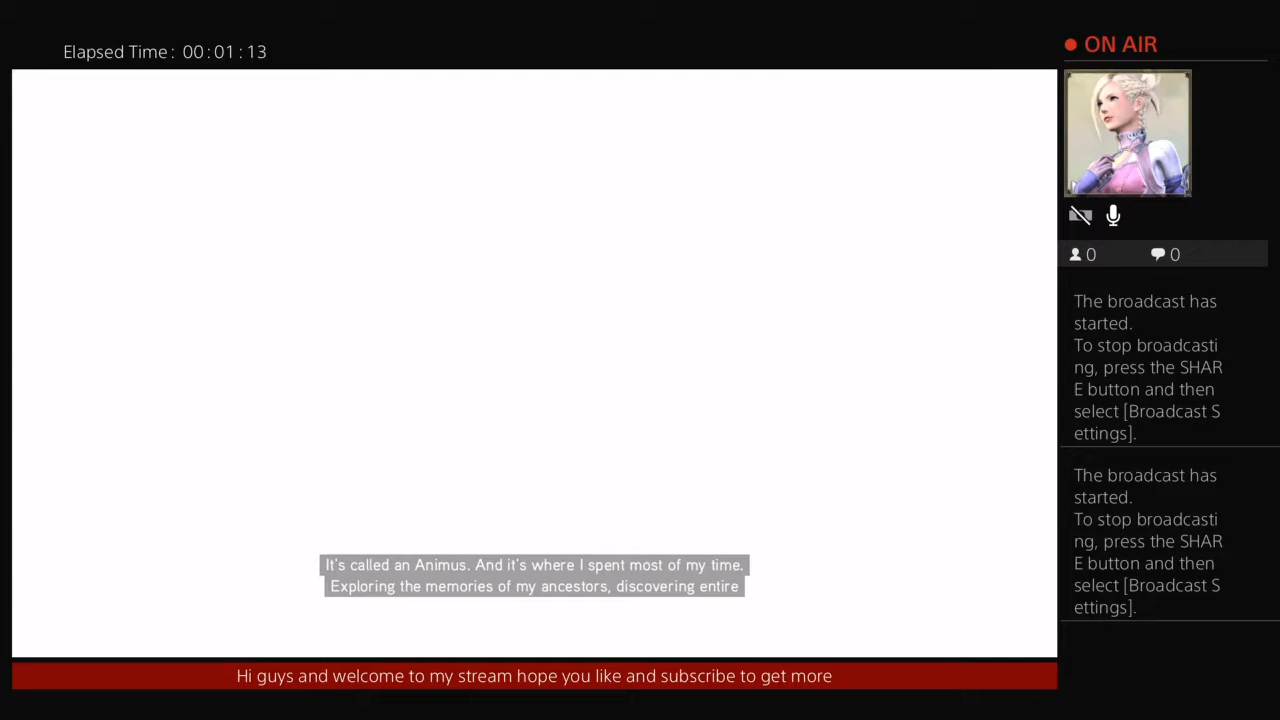 Elapsed Time: 00:01:13
ON AIR
0 0
The broadcast has
started.
To stop broadcasti
ng, press the SHAR
E button and then
select [Broadcast S
ettings].
The broadcast has
started.
To stop broadcasti
ng, press the SHAR
E button and then
select [Broadcast S
ettings].
It's called an Animus. And it's where I spent most of my time.
Exploring the memories of my ancestors, discovering entire
Hi guys and welcome to my stream hope you like and subscribe to get more